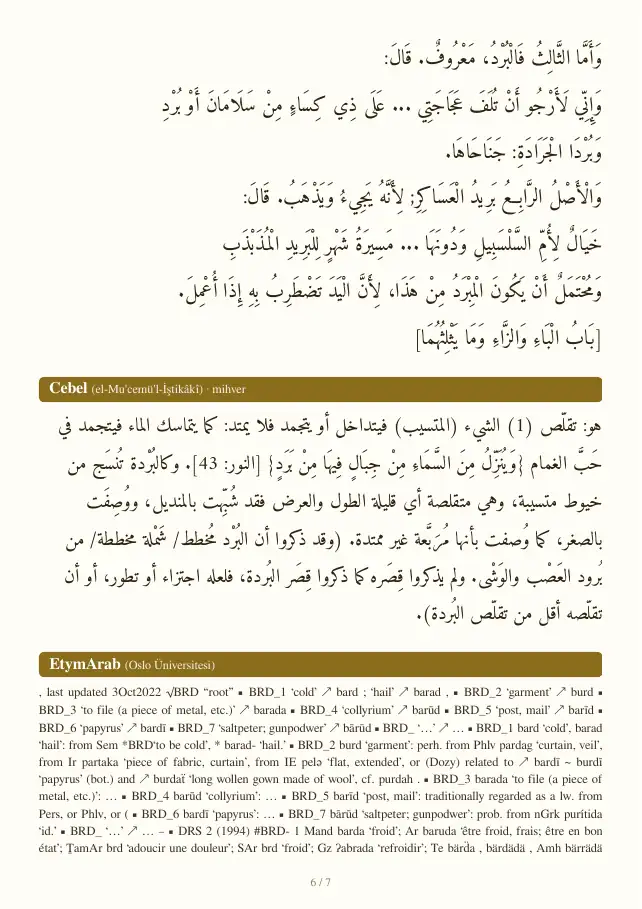 وَأَمَّا الثَّالِثُ فَالْبُرْدُ، مَعْرُوفٌ. قَالَ:
وَإِنِّي لَأَرْجُو أَنْ تُلَفَّ عَجَاجَتِي ... عَلَى ذِي كِسَاءٍ مِنْ سَلَامَانَ أَوْ بُرْدِ
وَبُرْدَا الْجَرَادَةِ: جَنَاحَاهَا.
وَالْأَصْلُ الرَّابِعُ بَرِيدُ الْعَسَاكِرِ; لِأَنَّهُ يَجِيءُ وَيَذْهَبُ. قَالَ:
خَيَالٌ لِأُمِّ السَّلْسَبِيلِ وَدُونَهَا ... مَسِيرَةُ شَهْرٍ لِلْبَرِيدِ الْمُذَبْذَبِ
وَمُحْتَمَلٌ أَنْ يَكُونَ الْمِبْرَدُ مِنْ هَذَا، لِأَنَّ الْيَدَ تَضْطَرِبُ بِهِ إِذَا أُعْمِلَ.
[بَابُ الْبَاءِ وَالزَّاءِ وَمَا يَثْلِثُهُمَا]
Cebel (el-Mu'cemü'l-İştikâkî) · mihver
هو: تقلّص (1) الشيء (المتسيب) فيتداخل أو يتجمد فلا يمتد: كما يتماسك الماء فيتجمد في
حَبَّ الغمام {وَيُنَزِّلُ مِنَ السَّمَاءِ مِنْ جِبَالٍ فِيهَا مِنْ بَرَدٍ} [النور: 43]. وكالبُرْدة تُنسَج من
خيوط متسيبة، وهي متقلصة أي قليلة الطول والعرض فقد شُبِّهت بالمنديل، ووُصِفَت
بالصغر، كما وُصفت بأنها مُرَبَّعة غير ممتدة. (وقد ذكروا أن البُرْد مُخطط/ شَمْلة مخططة/ من
بُرود العَصْب والوَشْى. ولم يذكروا قِصَره كما ذكروا قِصَر البُردة، فلعله اجتزاء أو تطور، أو أن
تقلّصه أقل من تقلّص البُردة).
EtymArab (Oslo Üniversitesi)
, last updated 3Oct2022 √BRD “root” ▪ BRD_1 ‘cold’ ↗ bard ; ‘hail’ ↗ barad , ▪ BRD_2 ‘garment’ ↗ burd ▪
BRD_3 ‘to file (a piece of metal, etc.)’ ↗ barada ▪ BRD_4 ‘collyrium’ ↗ barūd ▪ BRD_5 ‘post, mail’ ↗ barīd ▪
BRD_6 ‘papyrus’ ↗ bardī ▪ BRD_7 ‘saltpeter; gunpodwer’ ↗ bārūd ▪ BRD_ ‘…’ ↗ … ▪ BRD_1 bard ‘cold’, barad
‘hail’: from Sem *BRD‘to be cold’, * barad- ‘hail.’ ▪ BRD_2 burd ‘garment’: perh. from Phlv pardag ‘curtain, veil’,
from Ir partaka ‘piece of fabric, curtain’, from IE pelə ‘flat, extended’, or (Dozy) related to ↗ bardī ~ burdī
‘papyrus’ (bot.) and ↗ burdaẗ ‘long wollen gown made of wool’, cf. purdah . ▪ BRD_3 barada ‘to file (a piece of
metal, etc.)’: … ▪ BRD_4 barūd ‘collyrium’: … ▪ BRD_5 barīd ‘post, mail’: traditionally regarded as a lw. from
Pers, or Phlv, or ( ▪ BRD_6 bardī ‘papyrus’: … ▪ BRD_7 bārūd ‘saltpeter; gunpodwer’: prob. from nGrk purítida
‘id.’ ▪ BRD_ ‘…’ ↗ … – ▪ DRS 2 (1994) #BRD- 1 Mand barda ‘froid’; Ar baruda ‘être froid, frais; être en bon
état’; ṮamAr brd ‘adoucir une douleur’; SAr brd ‘froid’; Gz ʔabrada ‘refroidir’; Te bärda , bärdädä , Amh bärrädä
6 / 7